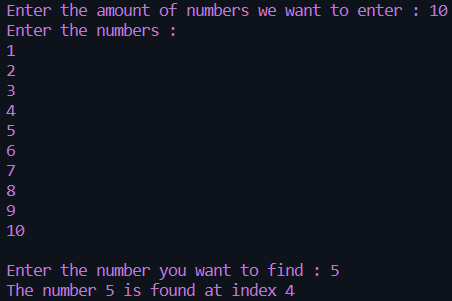 Enter the amount of numbers we want to enter : 10
Enter the numbers :
1
2
3
4
5
6
7
8
9
10
Enter the number you want to find : 5
The number 5 is found at index 4